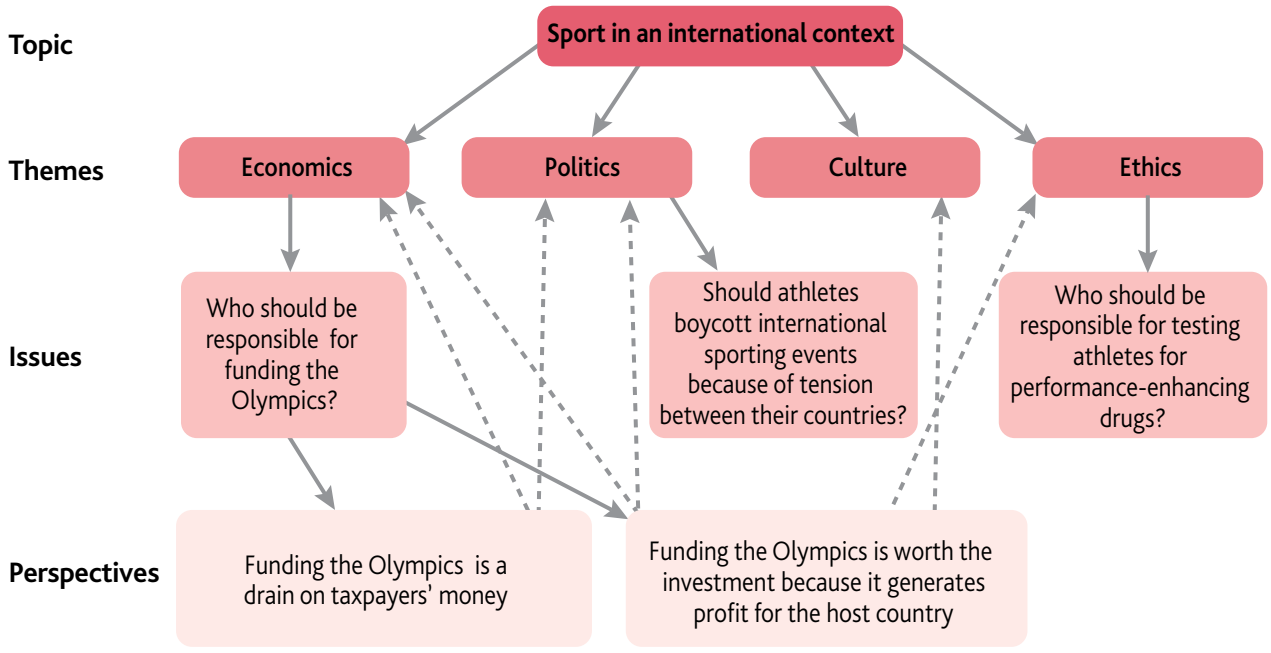 Topic
Sport in an international context
Themes
Economics
Politics
Culture
Ethics
Issues
Who should be
responsible for
funding the
Olympics?
Should athletes
boycott international
sporting events
because of tension
between their countries?
Who should be
responsible for testing
athletes for
performance-enhancing
drugs?
Perspectives
Funding the Olympics is a
drain on taxpayers’ money
Funding the Olympics is worth the
investment because it generates
profit for the host country